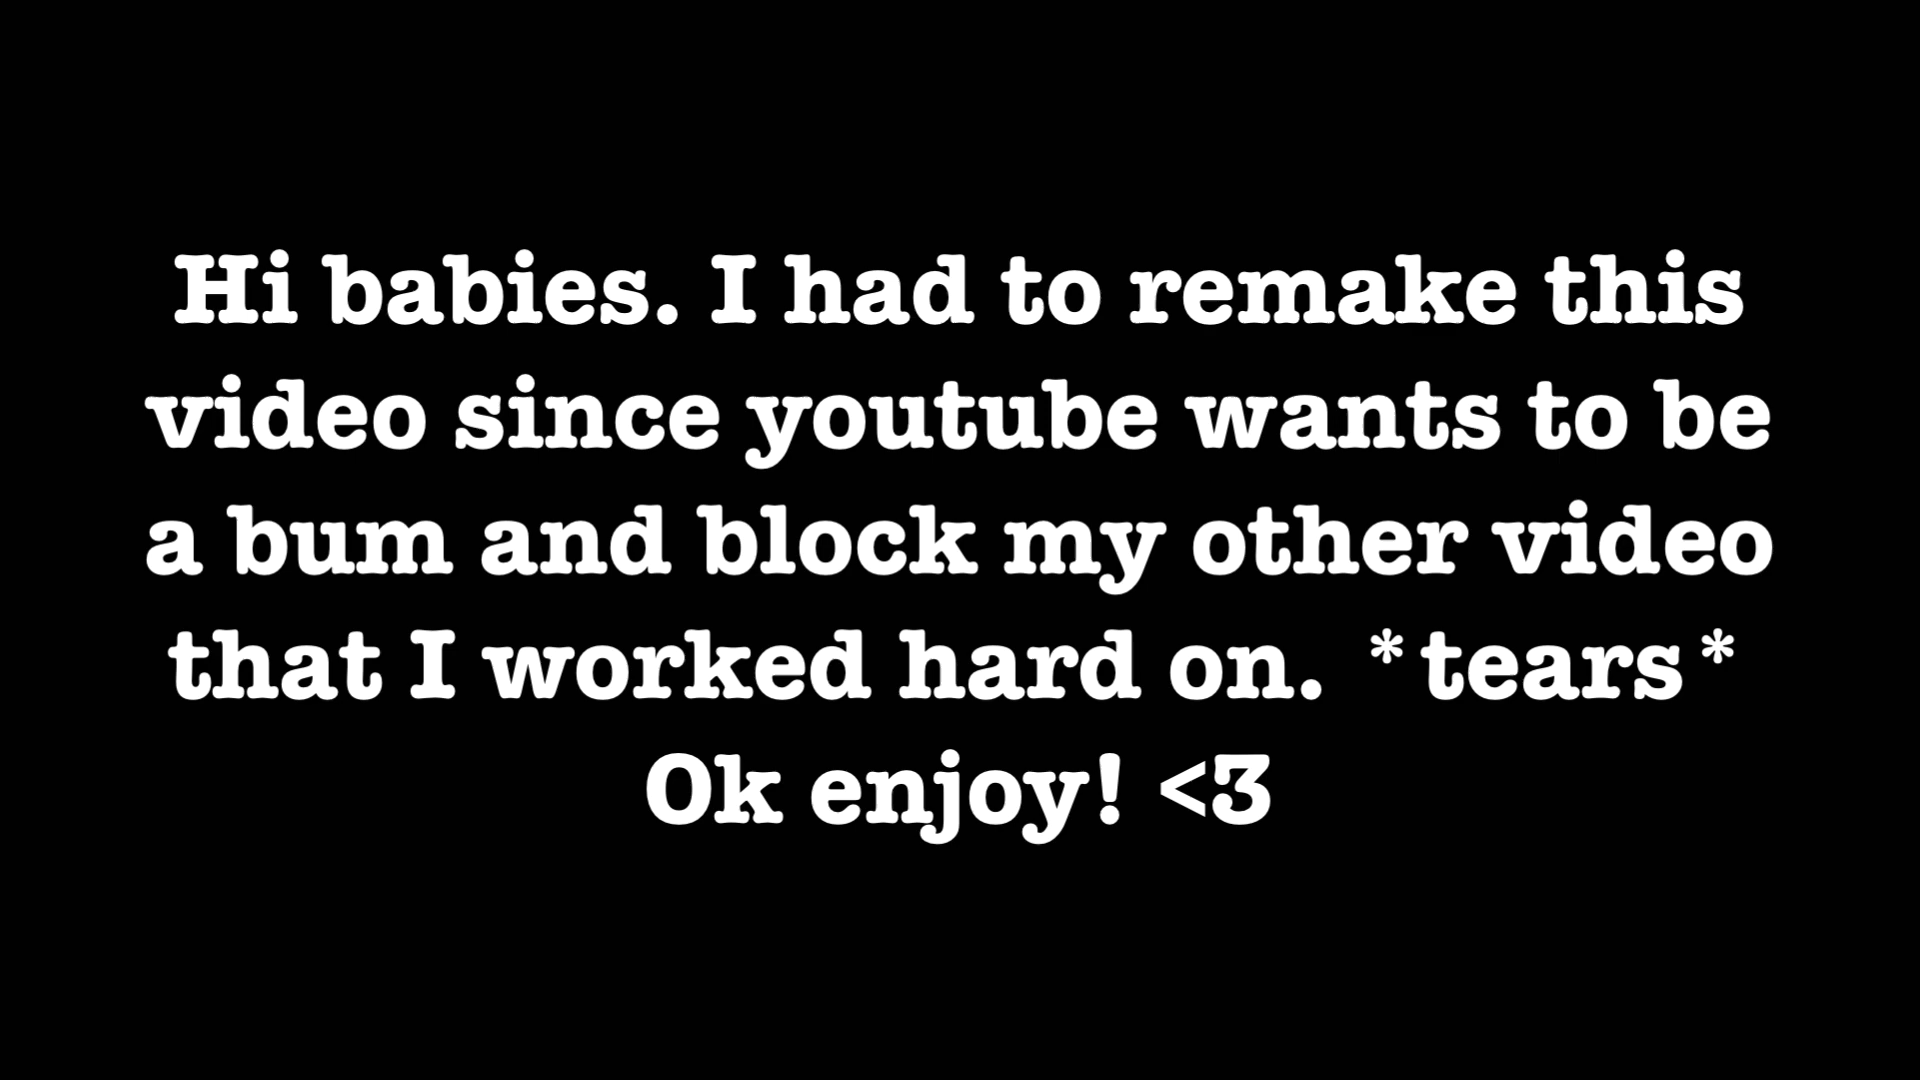 Hi babies. I had to remake this
video since youtube wants to be
a bum and block my other video
that I worked hard on. *tears*
Ok enjoy! <3